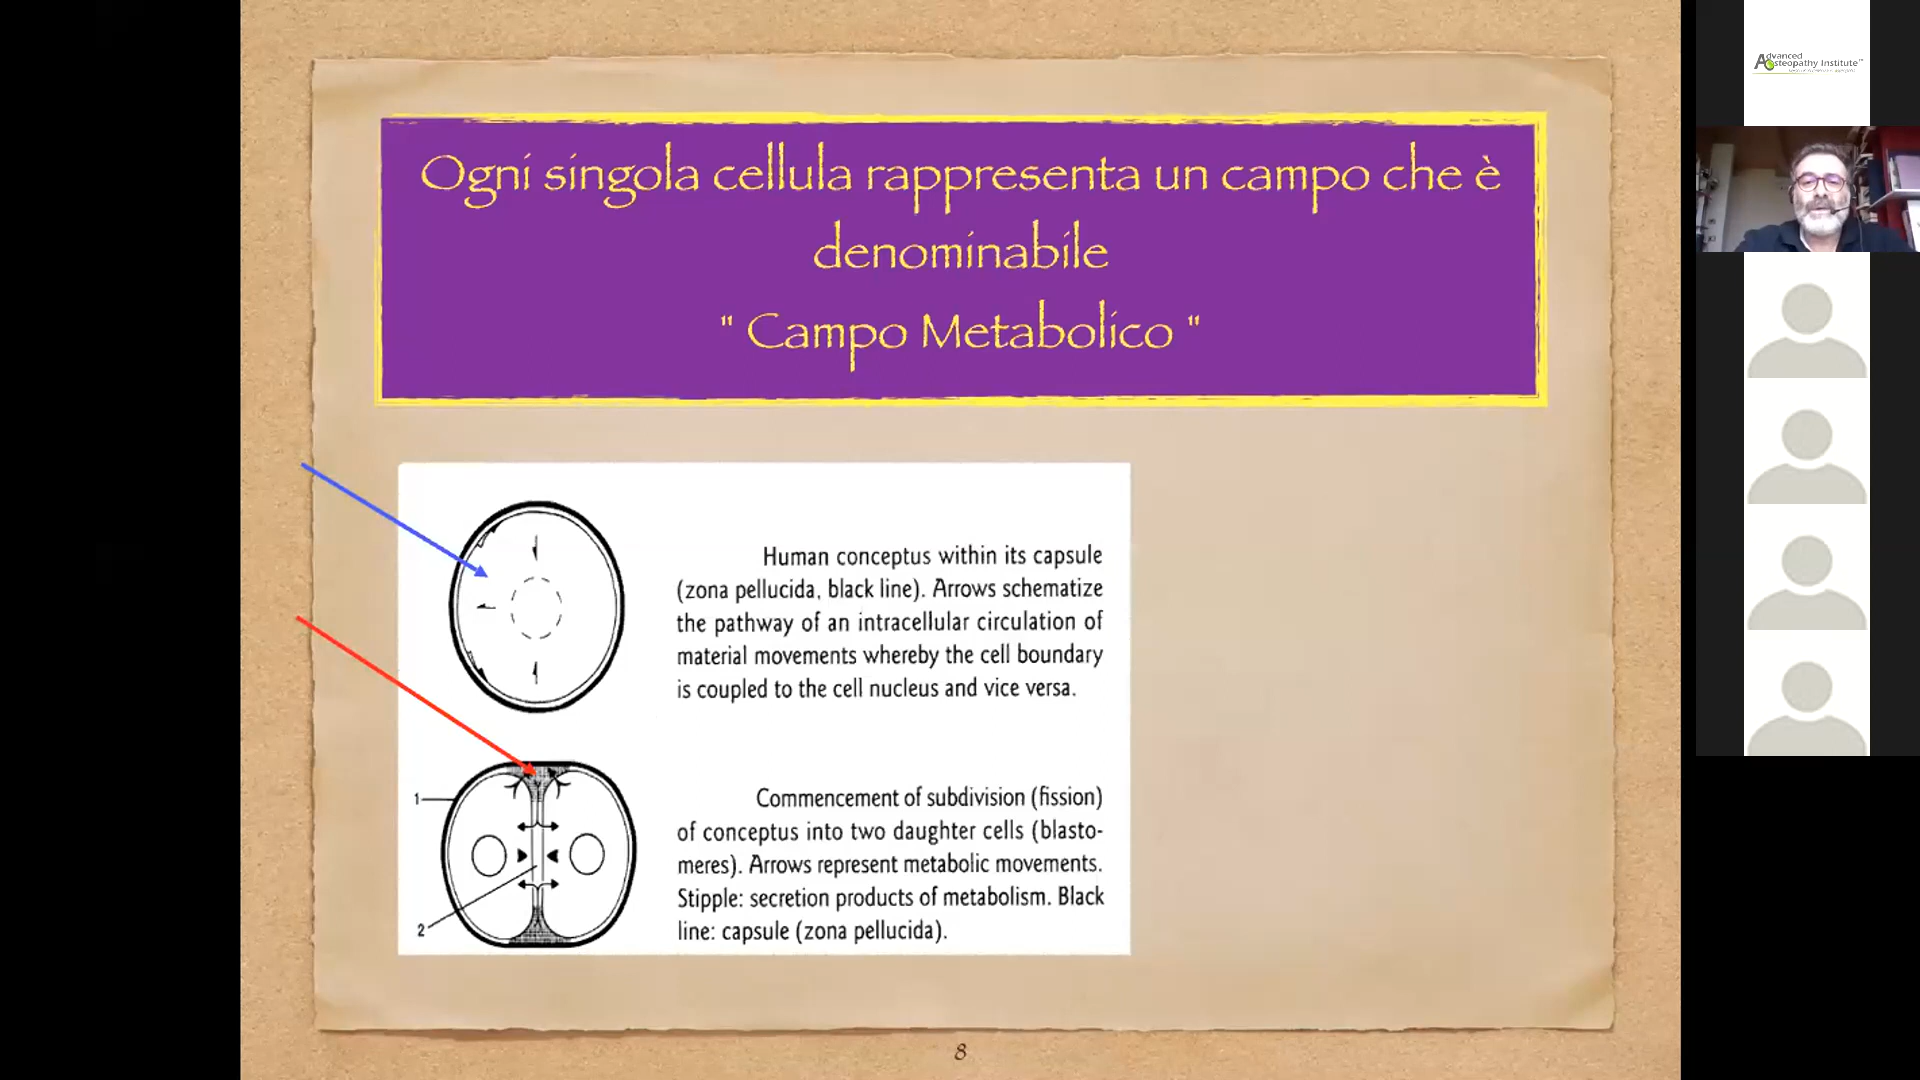 Ogni singola cellula rappresenta un campo che è
denominabile
" Campo Metabolico "
Human conceptus within its capsule
(zona pellucida, black line). Arrows schematize
the pathway of an intracellular circulation of
material movements whereby the cell boundary
is coupled to the cell nucleus and vice versa.
1
2
Commencement of subdivision (fission)
of conceptus into two daughter cells (blasto-
meres). Arrows represent metabolic movements.
Stipple: secretion products of metabolism. Black
line: capsule (zona pellucida).
8
Advanced
Osteopathy Institute™